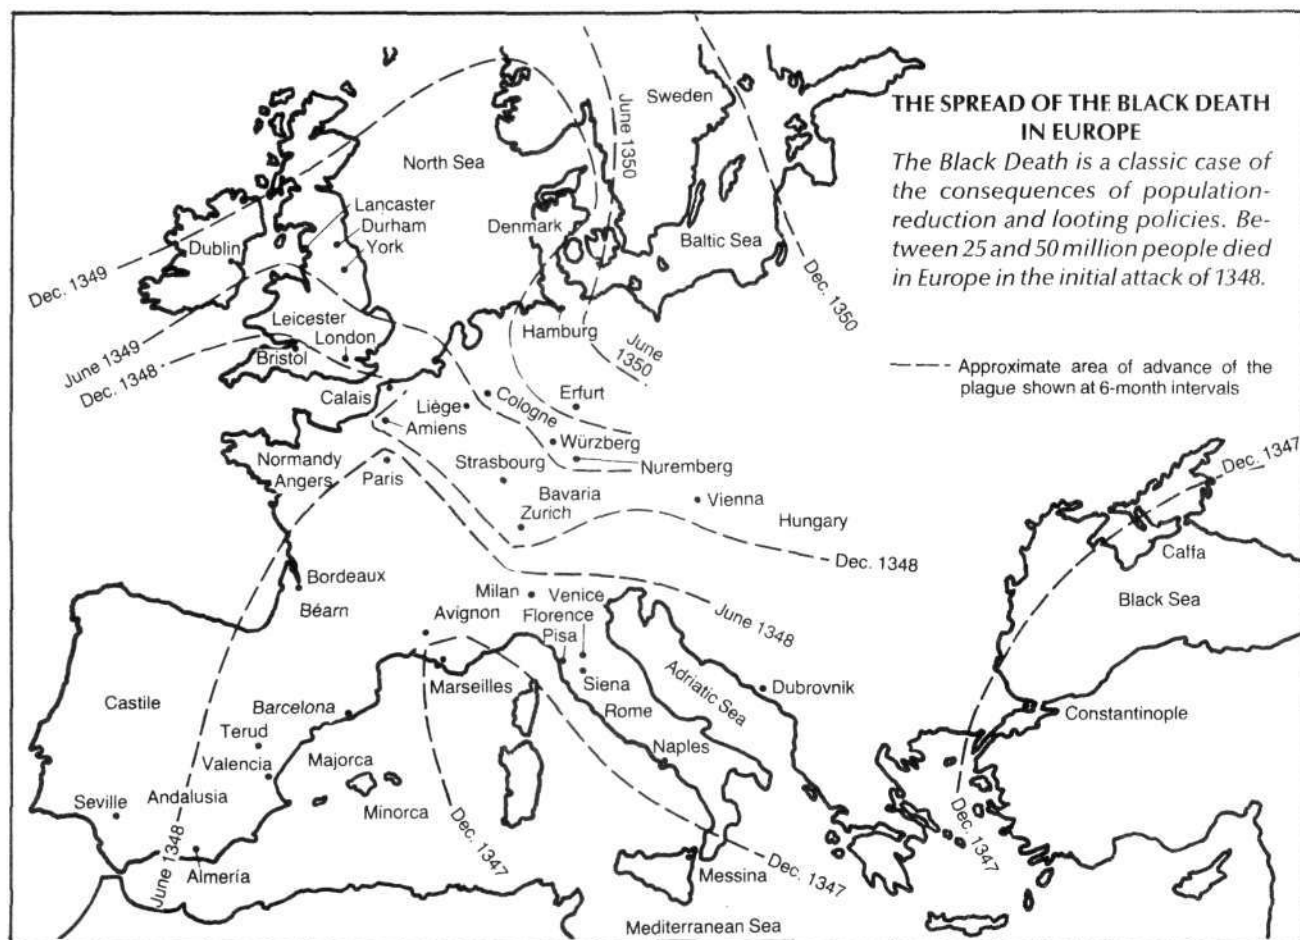 THE SPREAD OF THE BLACK DEATH
IN EUROPE
The Black Death is a classic case of
the consequences of population-
reduction and looting policies. Be-
tween 25 and 50 million people died
in Europe in the initial attack of 1348.
Approximate area of advance of the
plague shown at 6-month intervals
Sweden
June 1350
North Sea
Lancaster
Durham
York
Denmark
Baltic Sea
Dublin
Dec. 1349
Dec. 1350
Leicester
London
Hamburg
June 1349
Bristol
June
1350
Dec. 1348
Calais
Liège
Cologne
Erfurt
Amiens
Würzberg
Normandy
Angers
Paris
Strasbourg
Nuremberg
Dec. 1347
Bavaria
Vienna
Zurich
Hungary
Dec. 1348
Caffa
Bordeaux
Milan
Venice
Black Sea
Béarn
Avignon
Florence
June 1348
Pisa
Marseilles
Siena
Adriatic Sea
Dubrovnik
Castile
Barcelona
Rome
Constantinople
Terud
Valencia
Majorca
Naples
Seville
Andalusia
Minorca
Dec. 1347
Dec. 1347
June 1348
Almería
Messina
Dec. 1347
Mediterranean Sea